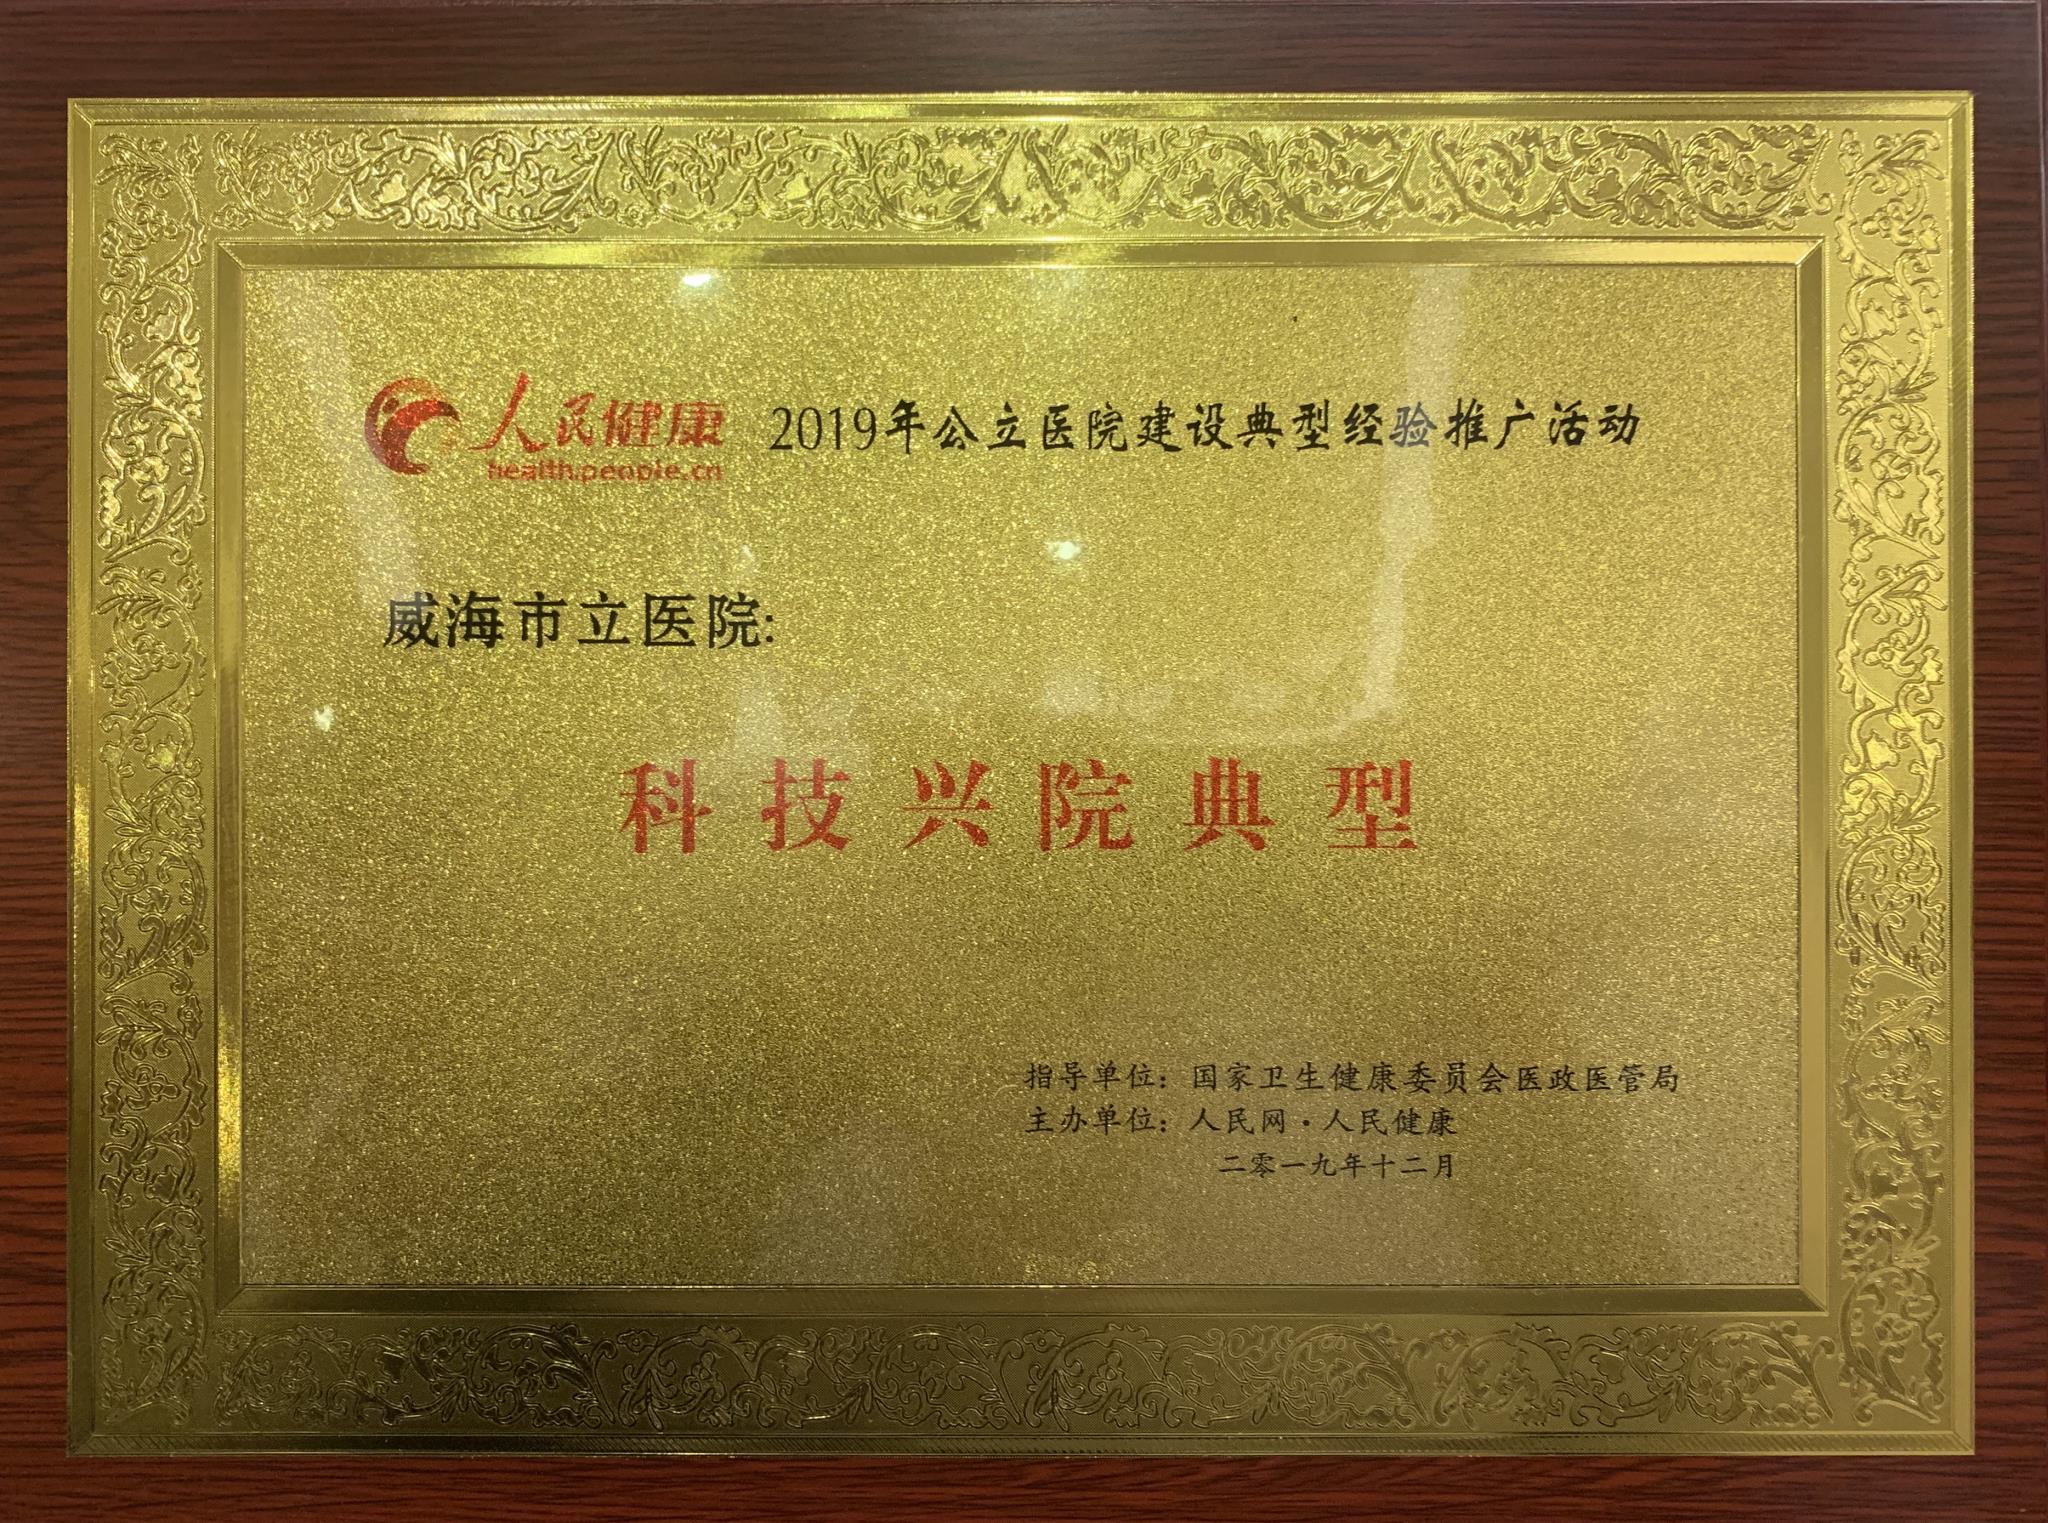 人民健康 2019年公立医院建设典型经验推广活动
health.people.cn
威海市立医院:
科技兴院典型
指导单位：国家卫生健康委员会医政医管局
主办单位：人民网·人民健康
二零一九年十二月